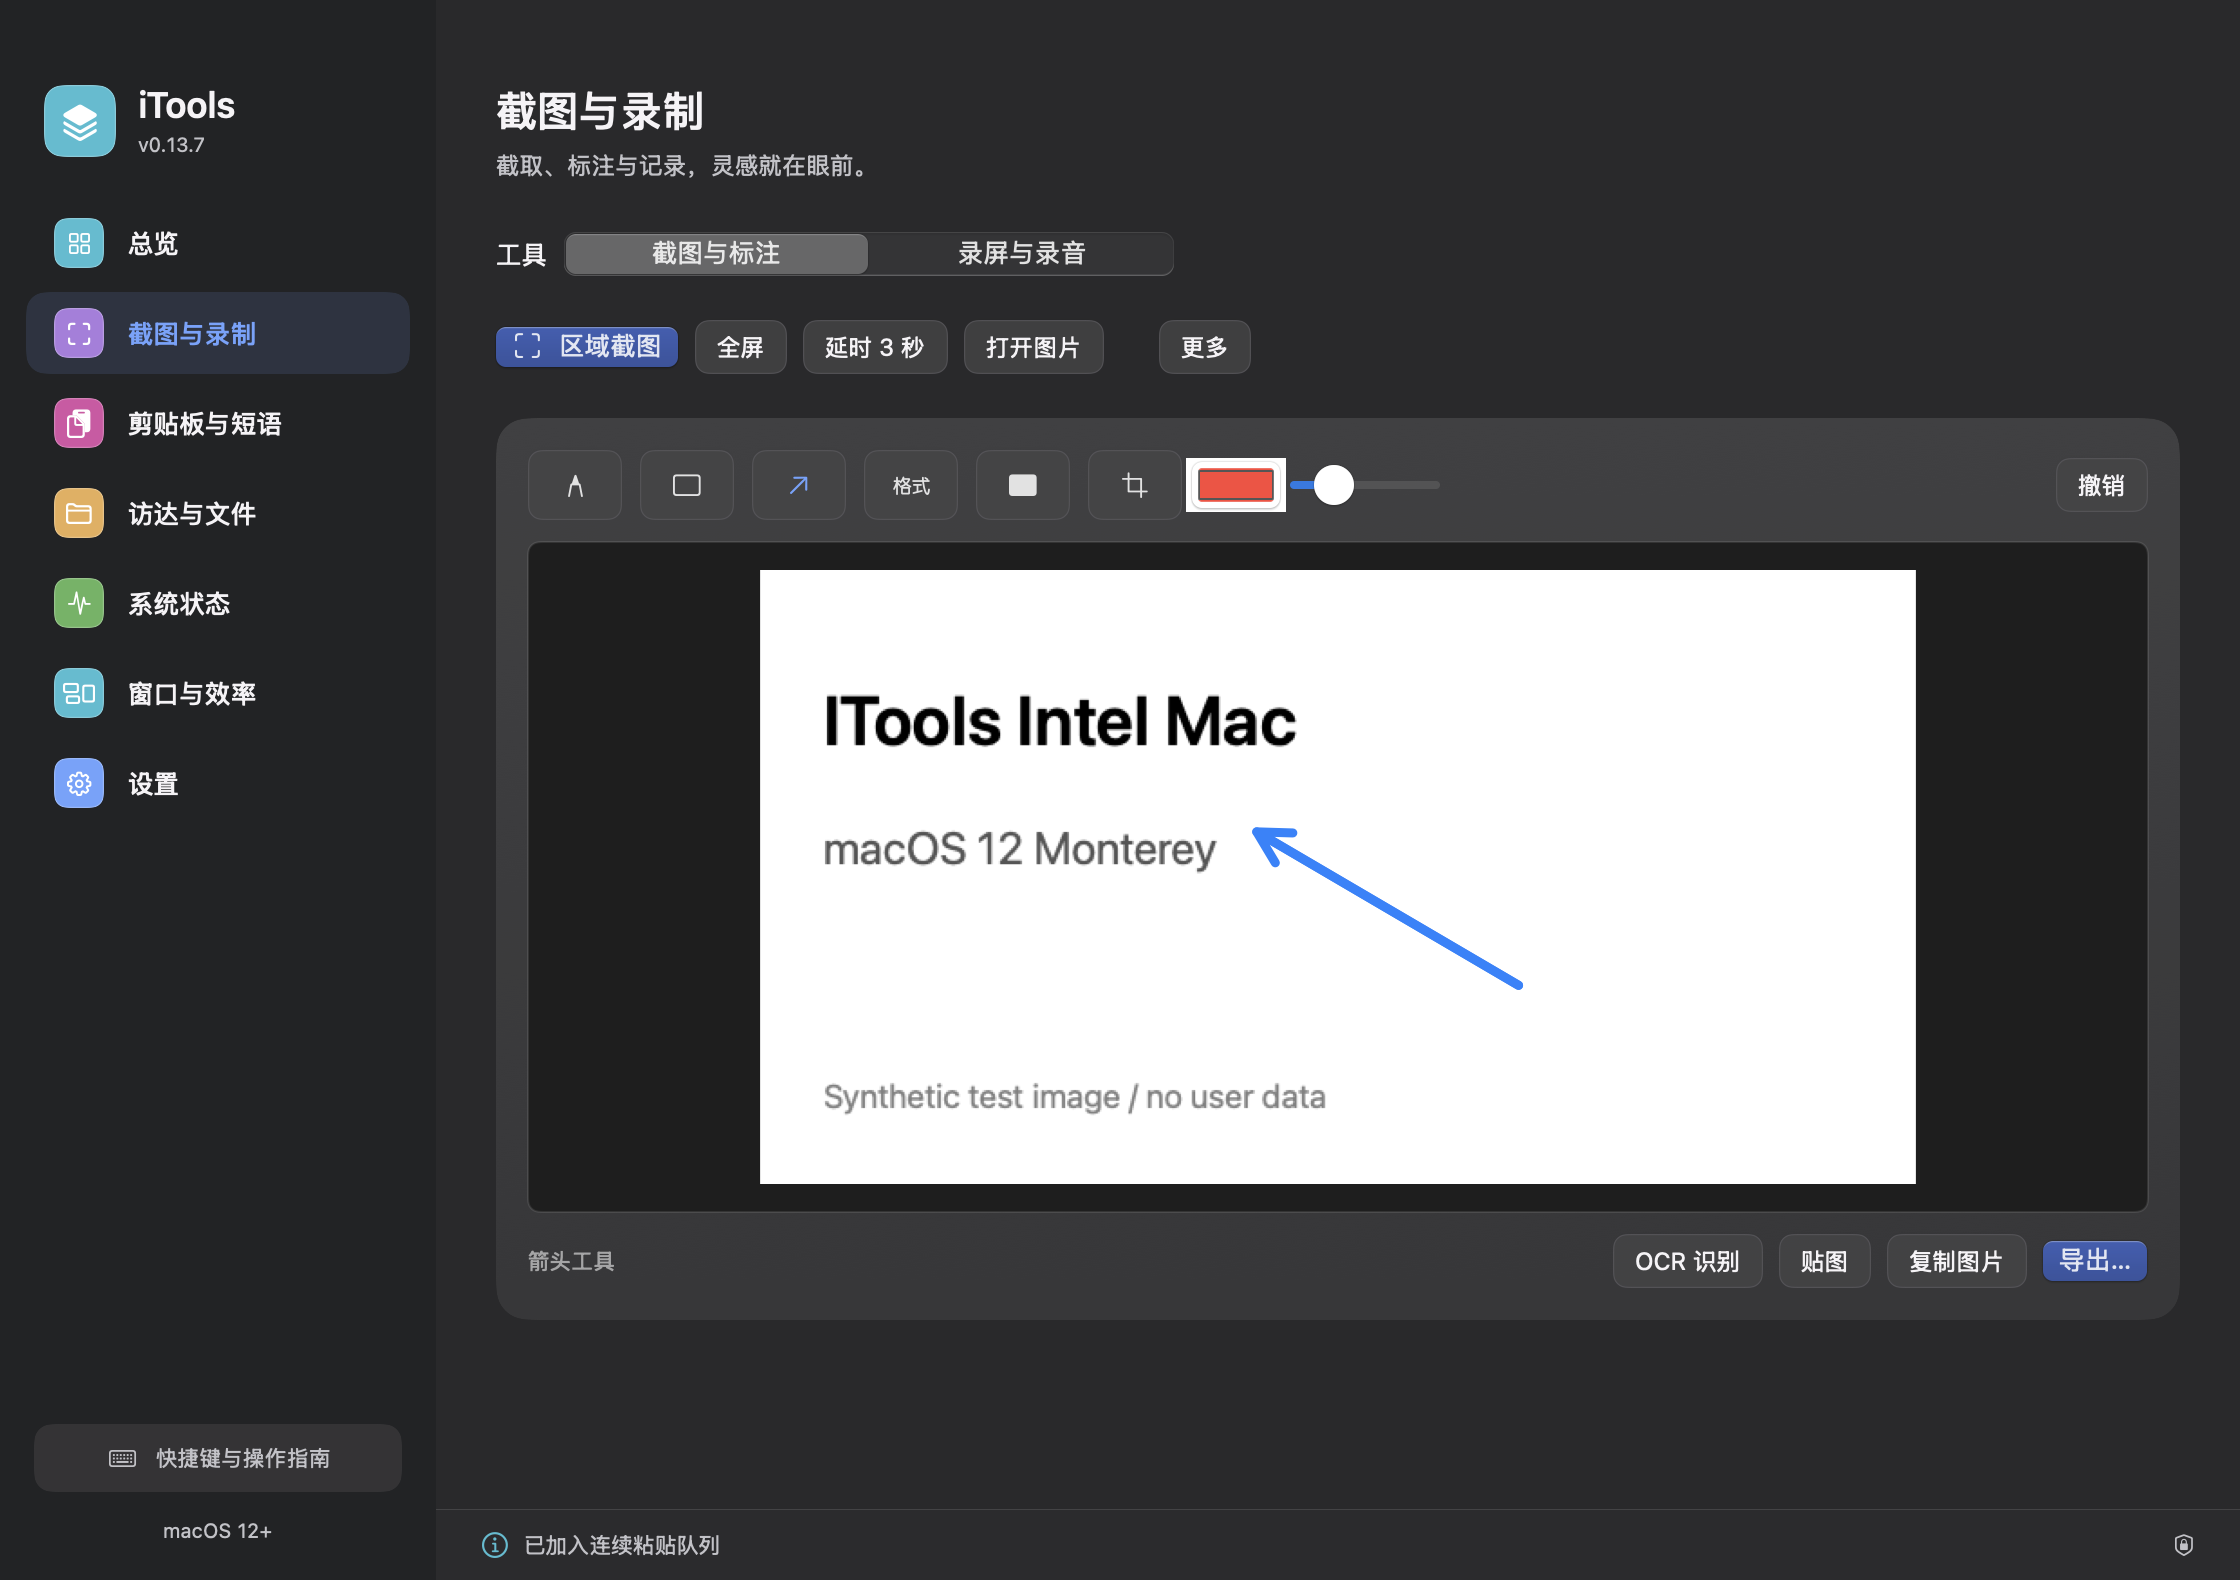 iTools
v0.13.7
总览
截图与录制
剪贴板与短语
访达与文件
系统状态
窗口与效率
设置
快捷键与操作指南
macOS 12+
截图与录制
截取、标注与记录，灵感就在眼前。
工具
截图与标注
录屏与录音
区域截图
全屏
延时 3 秒
打开图片
更多
格式
撤销
ITools Intel Mac
macOS 12 Monterey
Synthetic test image / no user data
箭头工具
OCR 识别
贴图
复制图片
导出...
已加入连续粘贴队列